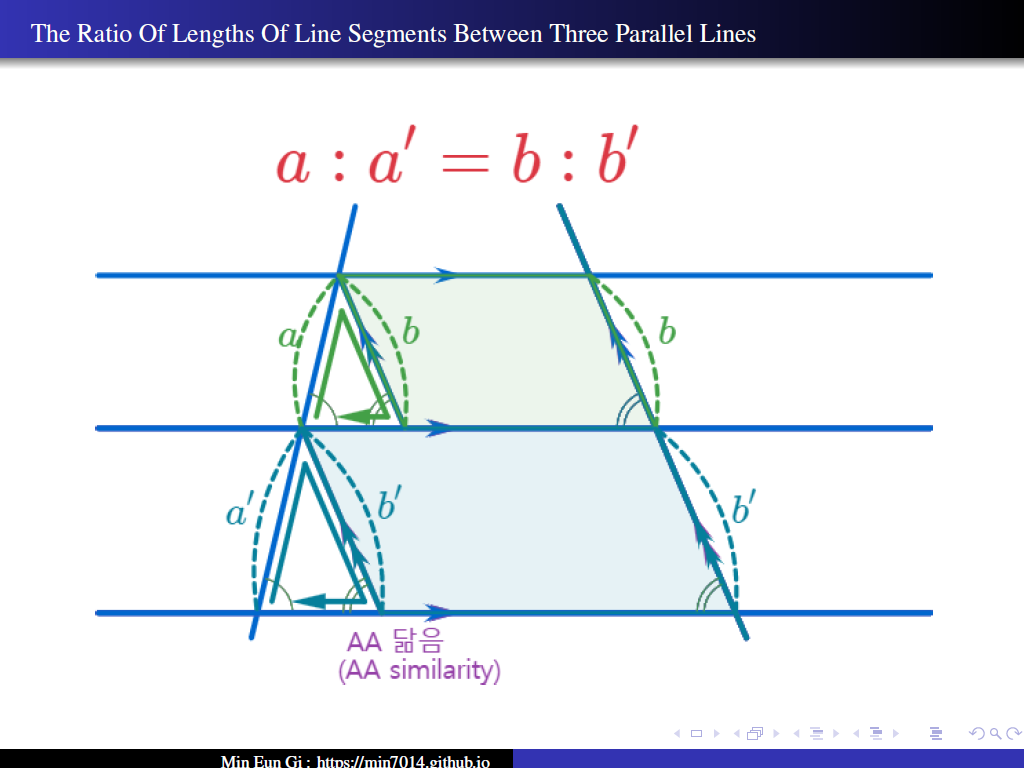 The Ratio Of Lengths Of Line Segments Between Three Parallel Lines
a : a′ = b : b′
a b b
a′ b′ b′
AA 닮음
(AA similarity)
Min Eun Gi : https://min7014.github.io